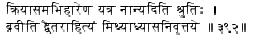 क्रियासमभिहारेण यत्र नान्यदिति श्रुतिः ।
ब्रवीति द्वैतराहित्यं मिथ्याध्यासनिवृत्तये ॥ ३९३॥